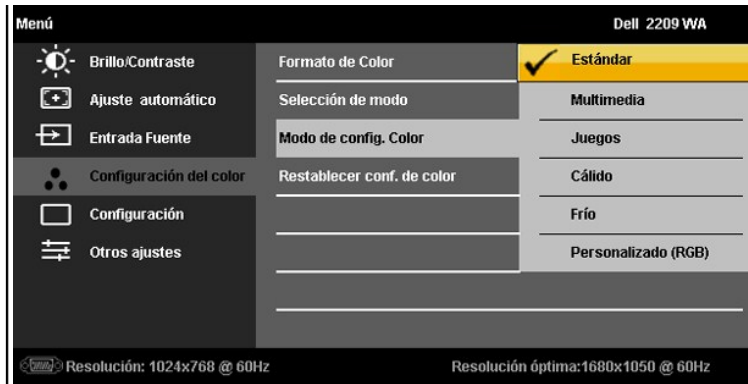 Menú Dell 2209 WA
Brillo/Contraste Formato de Color Estándar
Ajuste automático Selección de modo Multimedia
Entrada Fuente Modo de config. Color Juegos
Configuración del color Restablecer conf. de color Cálido
Configuración Frío
Otros ajustes Personalizado (RGB)
Resolución: 1024x768 @ 60Hz Resolución óptima:1680x1050 @ 60Hz